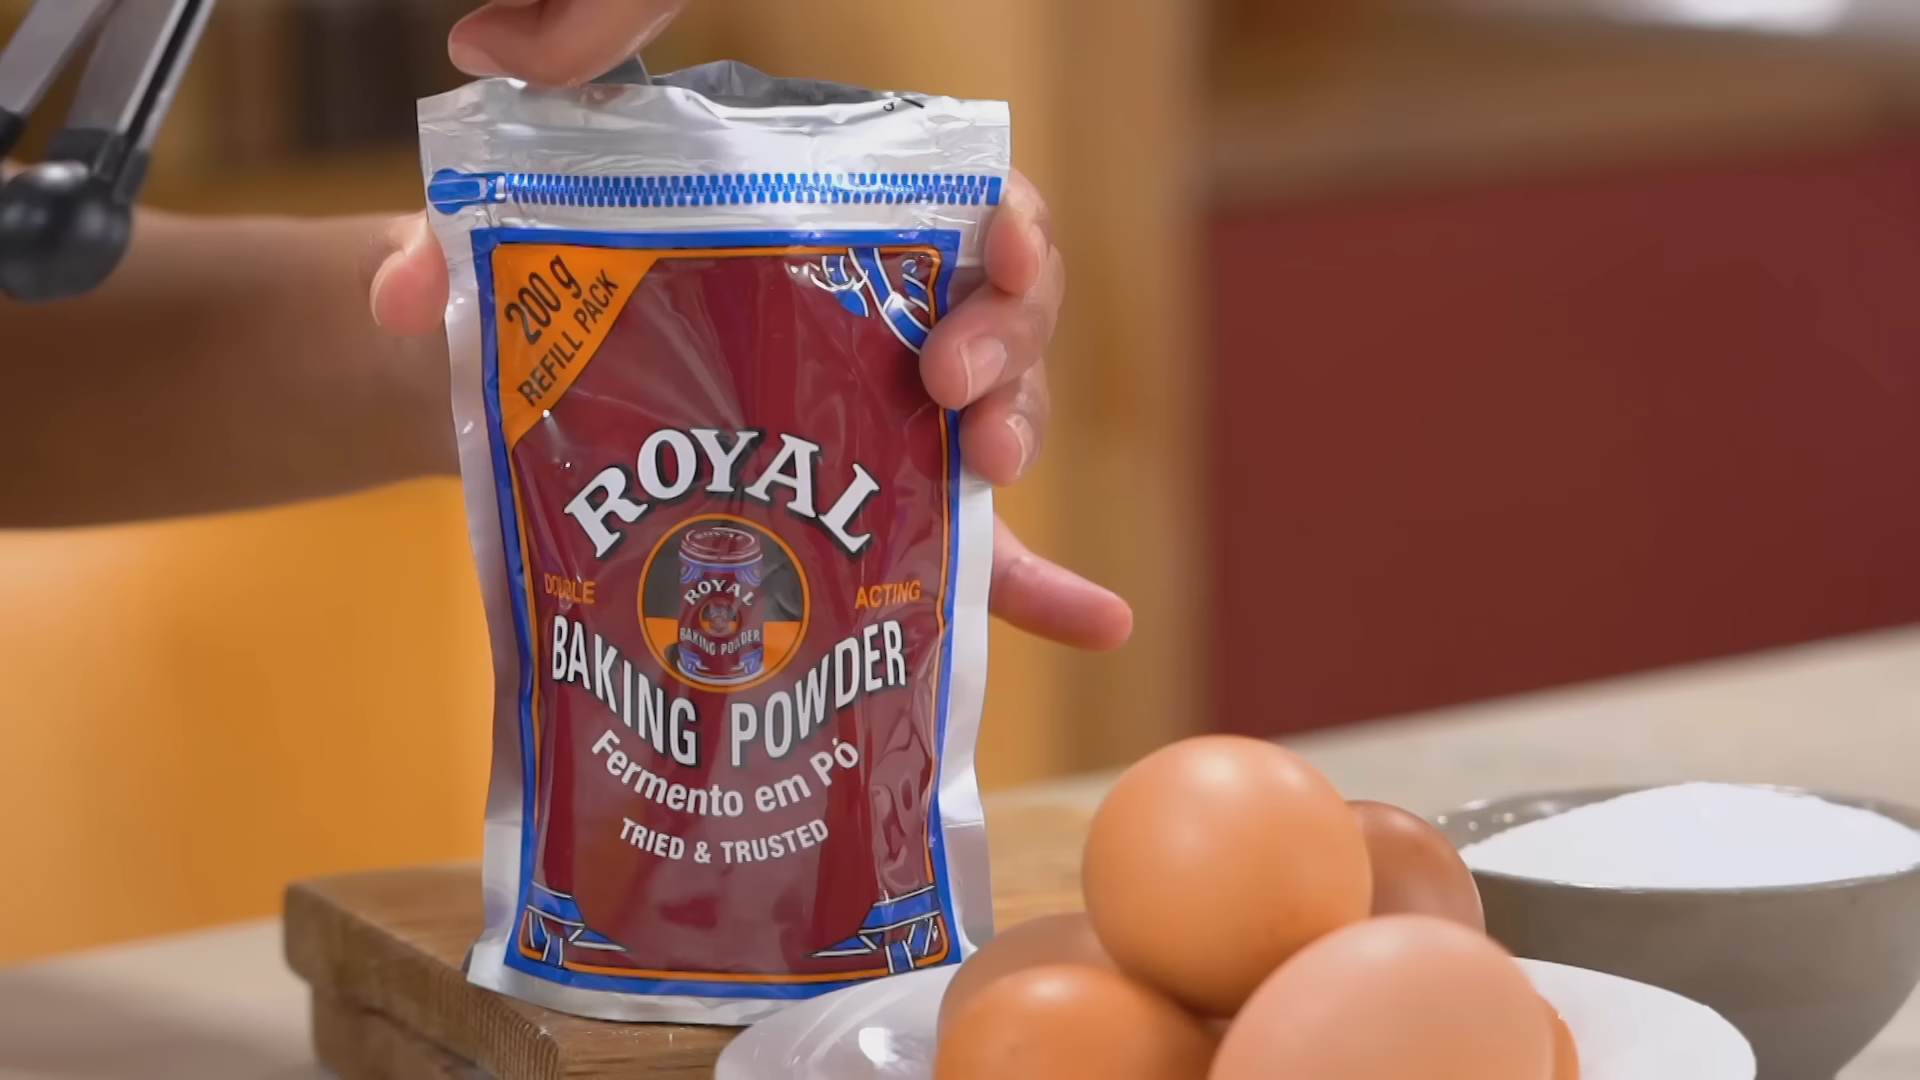 200 g
REFILL PACK
ROYAL
DOUBLE ACTING
ROYAL
BAKING POWDER
BAKING POWDER
Fermento em Pó
TRIED & TRUSTED